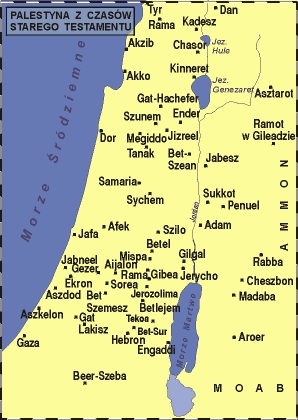 PALESTYNA Z CZASÓW
STAREGO TESTAMENTU
Tyr
Dan
Rama
Kadesz
Akzib
Chasor
Jez.
Hule
Akko
Kinneret
Jez.
Genezaret
Asztarot
Gat-Hachefer
Ender
Szunem
Ramot
w Gileadzie
Dor
Megiddo
Jizreel
Tanak
Bet-
Szean
Jabesz
Morze Śródziemne
AMMON
Samaria
Sychem
Sukkot
Penuel
Jordan
Afek
Adam
Jafa
Szilo
Betel
Mispa
Gilgal
Jabneel
Aijalon
Rabba
Gezer
Rama
Gibea
Jerycho
Ekron
Sorea
Cheszbon
Aszdod
Bet
Jerozolima
Madaba
Szemesz
Betlejem
Aszkelon
Gat
Tekoa
Lakisz
Bet-Sur
Aroer
Gaza
Hebron
Engaddi
Morze Martwe
Beer-Szeba
MOAB